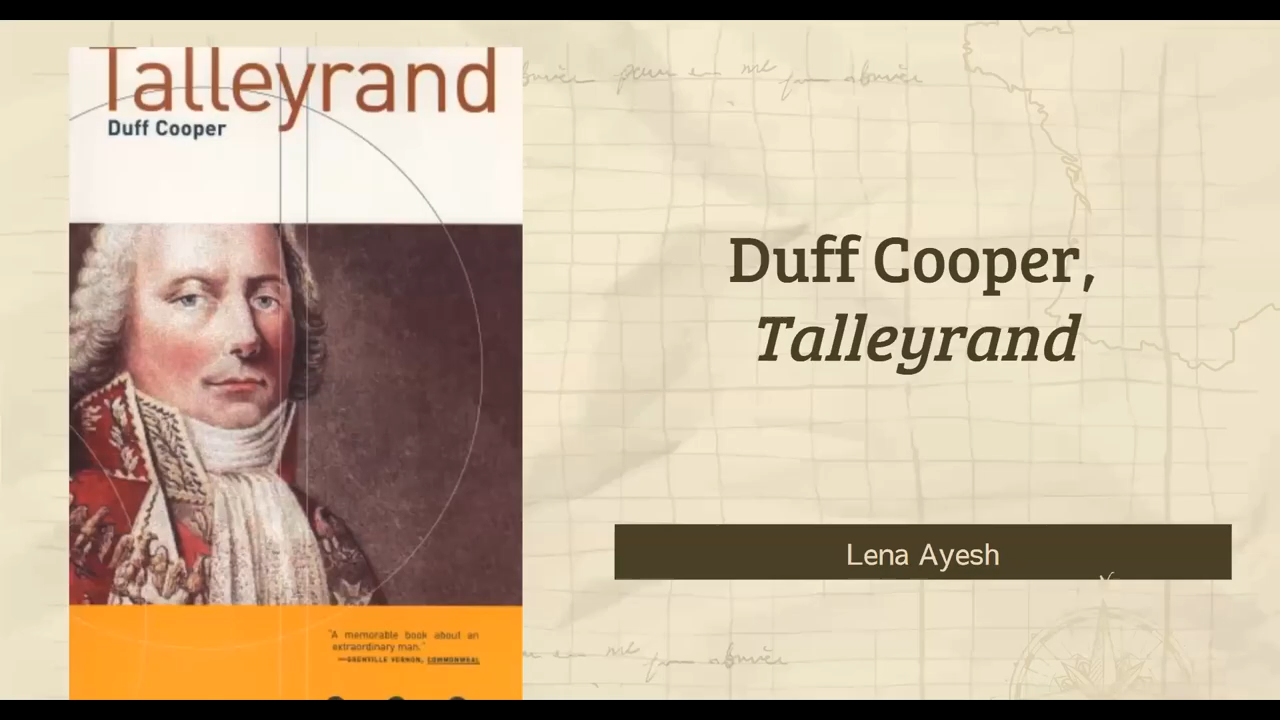 Talleyrand
Duff Cooper
"A memorable book about an
extraordinary man."
—GRENVILLE VERNON, COMMONWEAL
Duff Cooper,
Talleyrand
Lena Ayesh